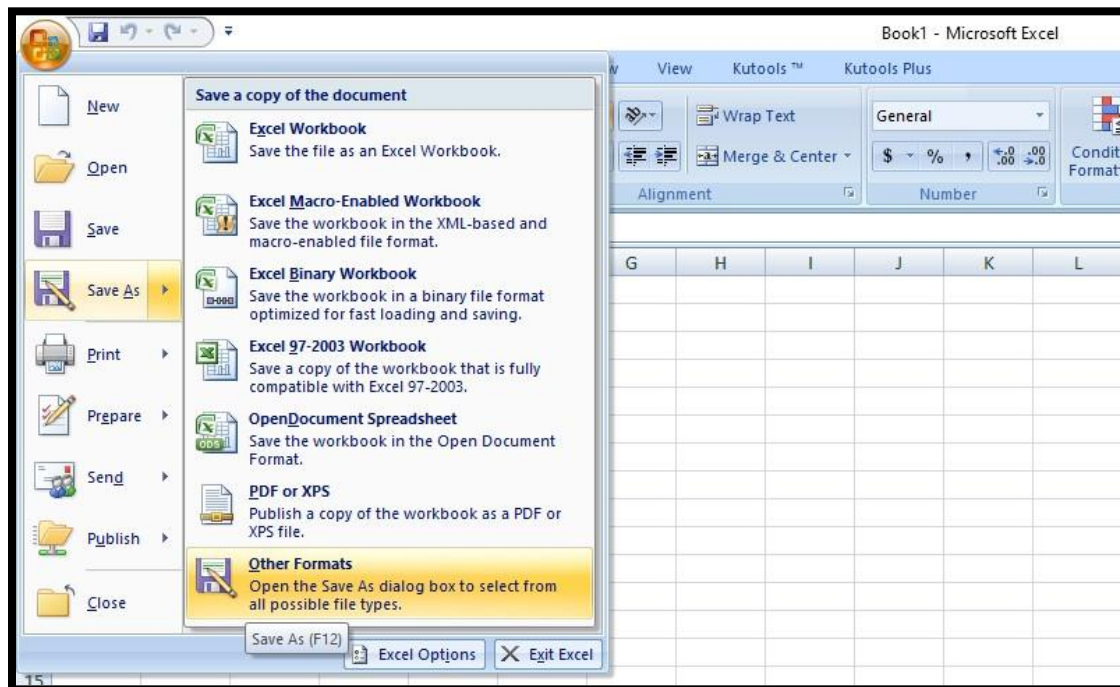 Book1 - Microsoft Excel
View Kutools ™ Kutools Plus
New
Open
Save
Save As
Print
Prepare
Send
Publish
Close
Save a copy of the document
Excel Workbook
Save the file as an Excel Workbook.
Excel Macro-Enabled Workbook
Save the workbook in the XML-based and
macro-enabled file format.
Excel Binary Workbook
Save the workbook in a binary file format
optimized for fast loading and saving.
Excel 97-2003 Workbook
Save a copy of the workbook that is fully
compatible with Excel 97-2003.
OpenDocument Spreadsheet
Save the workbook in the Open Document
Format.
PDF or XPS
Publish a copy of the workbook as a PDF or
XPS file.
Other Formats
Open the Save As dialog box to select from
all possible file types.
Save As (F12)
Excel Options Exit Excel
Wrap Text
Merge & Center
Alignment
General
$ % , .0 .00 .00 .0
Number
Condit
Format
G H I J K L
15